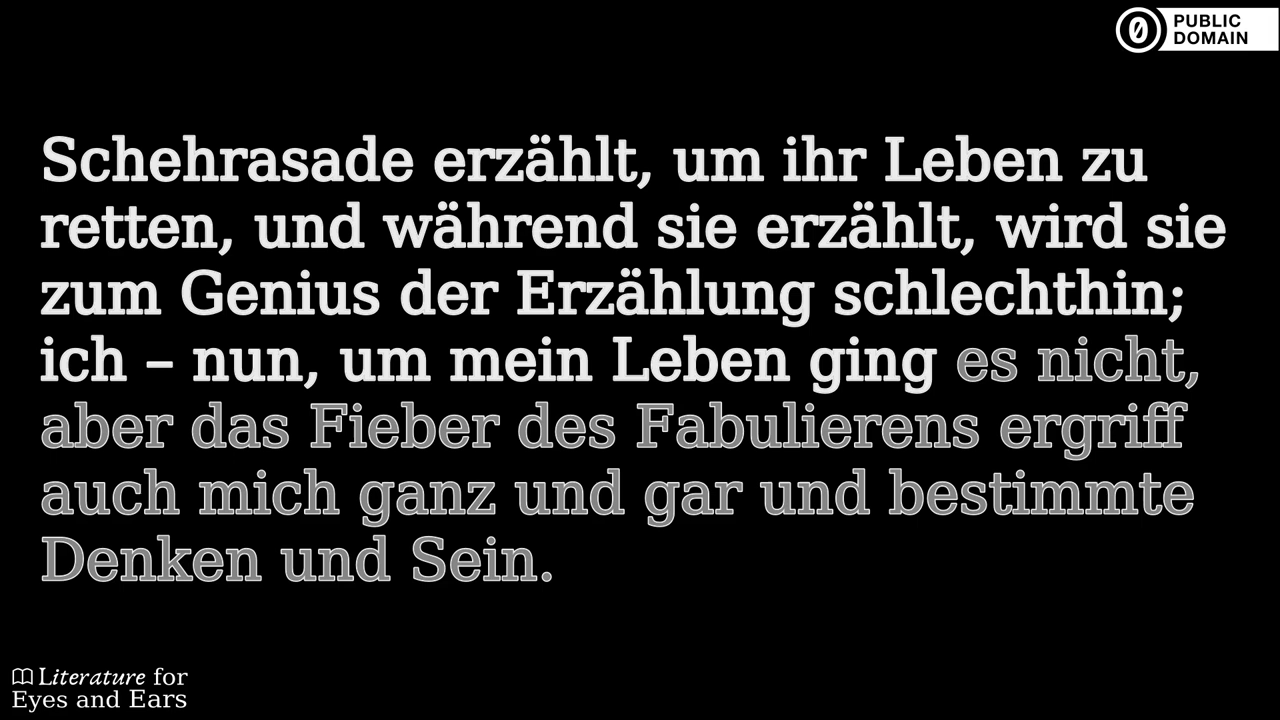 PUBLIC
DOMAIN
Schehrasade erzählt, um ihr Leben zu
retten, und während sie erzählt, wird sie
zum Genius der Erzählung schlechthin;
ich – nun, um mein Leben ging es nicht,
aber das Fieber des Fabulierens ergriff
auch mich ganz und gar und bestimmte
Denken und Sein.
Literature for
Eyes and Ears